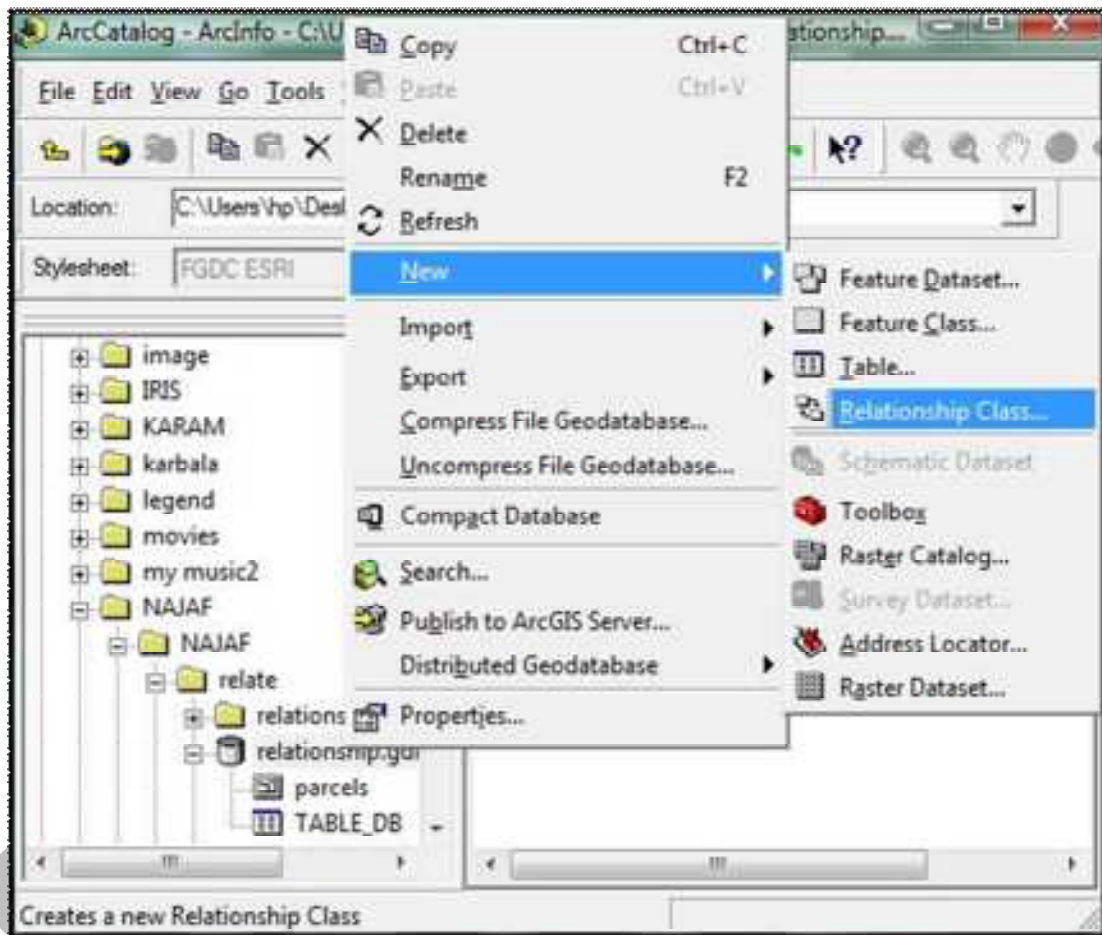 ArcCatalog - ArcInfo - C:\U
ationship...
File Edit View Go Tools
Location: C:\Users\hp\Desl
Stylesheet: FGDC ESRI
image
IRIS
KARAM
karbala
legend
movies
my music2
NAJAF
NAJAF
relate
relations
relationship.gd
parcels
TABLE_DB
Copy Ctrl+C
Paste Ctrl+V
Delete
Rename F2
Refresh
New
Import
Export
Compress File Geodatabase...
Uncompress File Geodatabase...
Compact Database
Search...
Publish to ArcGIS Server...
Distributed Geodatabase
Properties...
Feature Dataset...
Feature Class...
Table...
Relationship Class...
Schematic Dataset
Toolbox
Raster Catalog...
Survey Dataset...
Address Locator...
Raster Dataset...
Creates a new Relationship Class